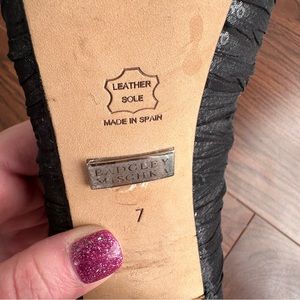 LEATHER
SOLE
MADE IN SPAIN
BADGLEY
MISCHKA
7